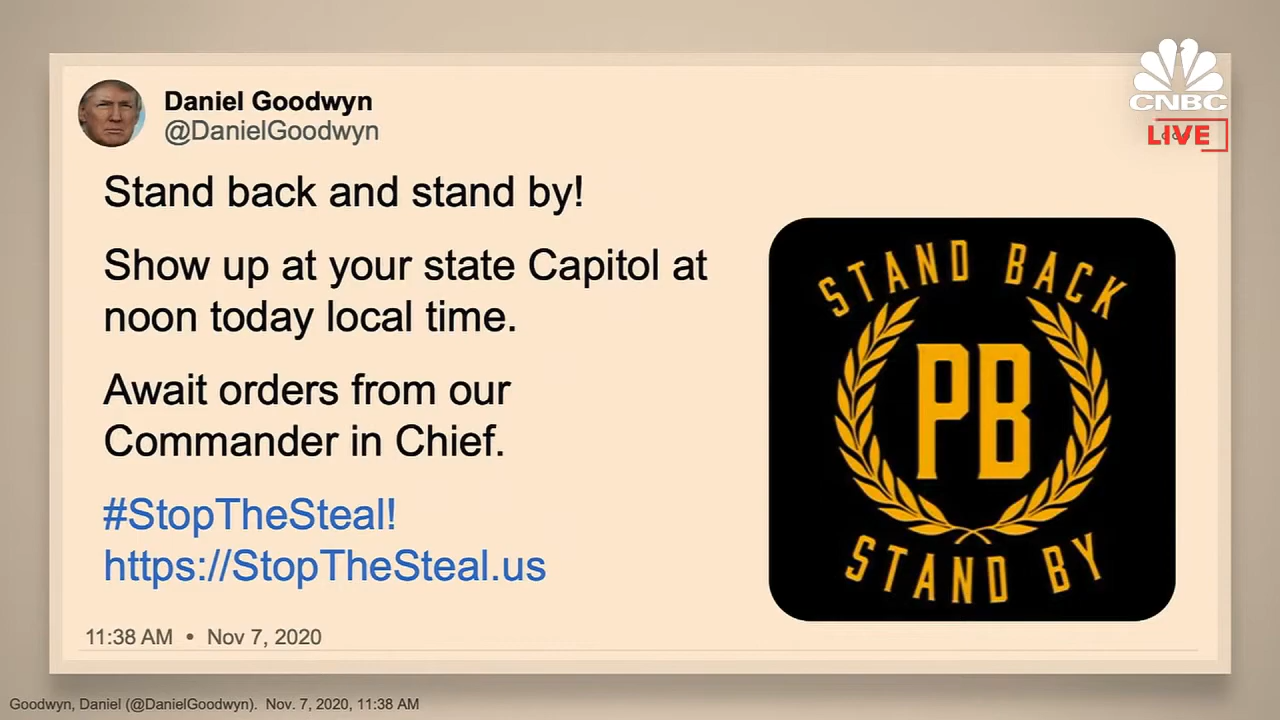 CNBC
LIVE
Daniel Goodwyn
@DanielGoodwyn
Stand back and stand by!
Show up at your state Capitol at
noon today local time.
Await orders from our
Commander in Chief.
#StopTheSteal!
https://StopTheSteal.us
STAND BACK
PB
STAND BY
11:38 AM • Nov 7, 2020
Goodwyn, Daniel (@DanielGoodwyn). Nov. 7, 2020, 11:38 AM